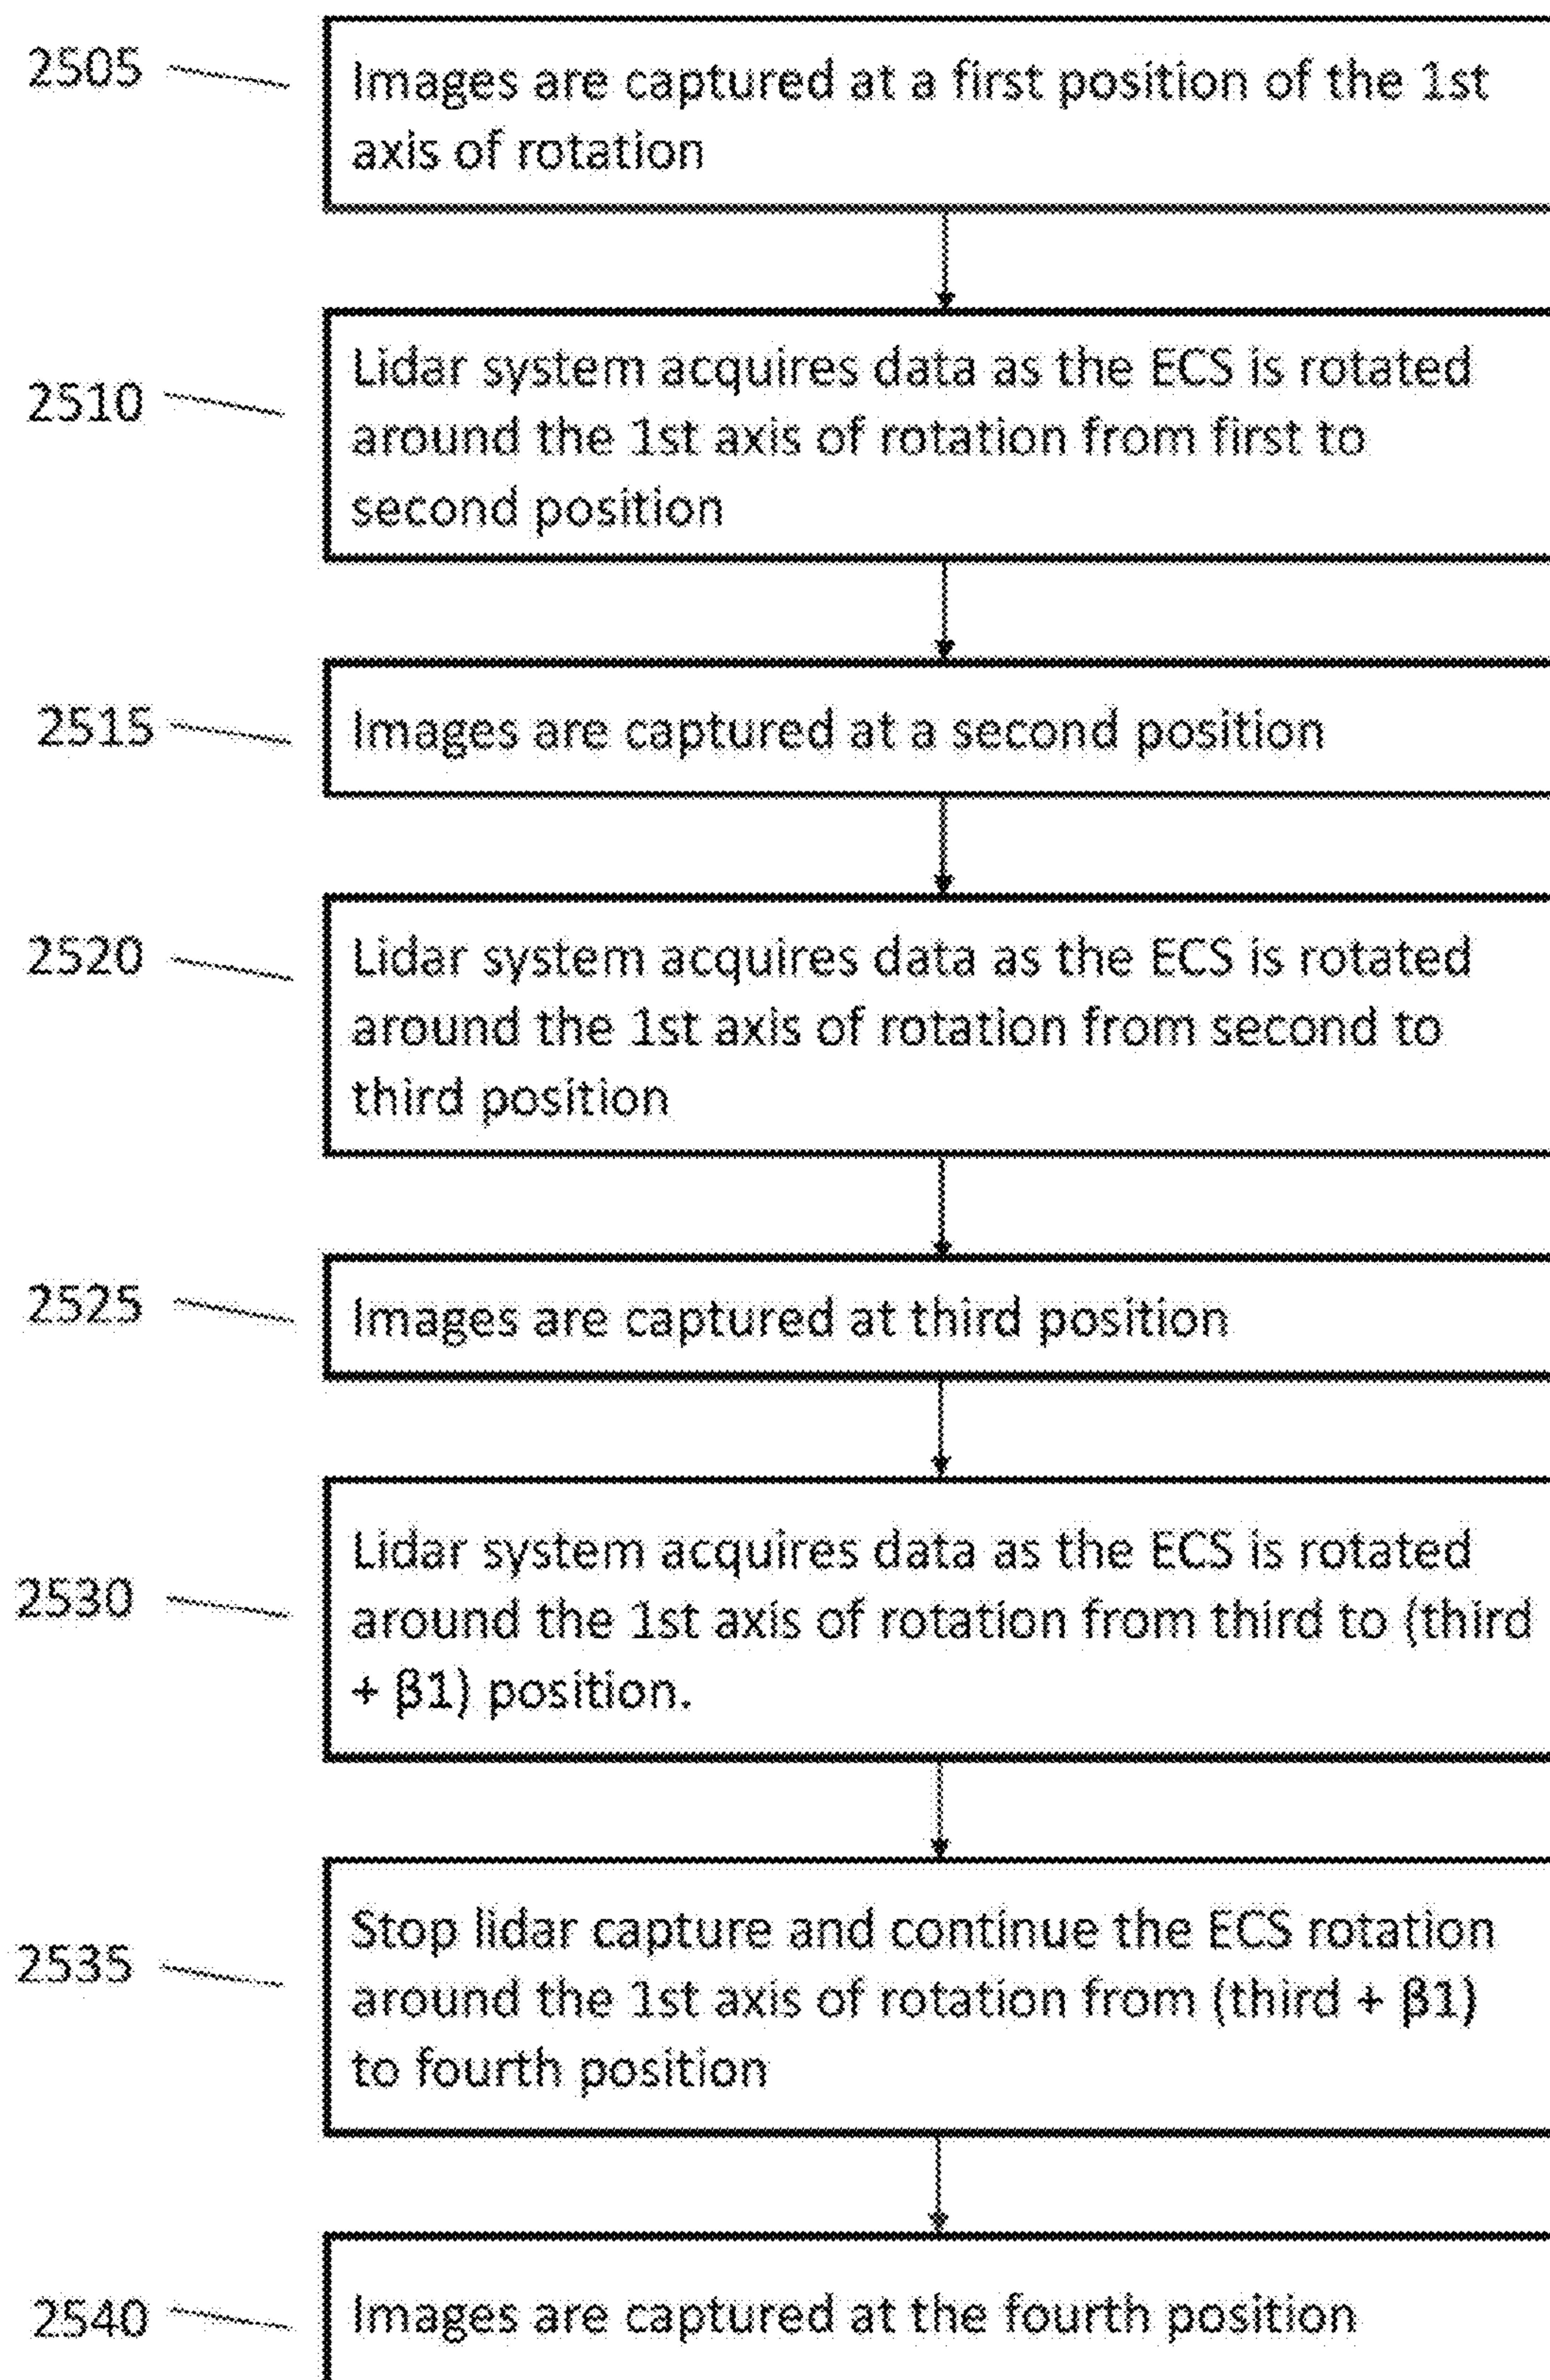 2505
Images are captured at a first position of the 1st
axis of rotation
2510
Lidar system acquires data as the ECS is rotated
around the 1st axis of rotation from first to
second position
2515
Images are captured at a second position
2520
Lidar system acquires data as the ECS is rotated
around the 1st axis of rotation from second to
third position
2525
Images are captured at third position
2530
Lidar system acquires data as the ECS is rotated
around the 1st axis of rotation from third to (third
+ β1) position.
2535
Stop lidar capture and continue the ECS rotation
around the 1st axis of rotation from (third + β1)
to fourth position
2540
Images are captured at the fourth position